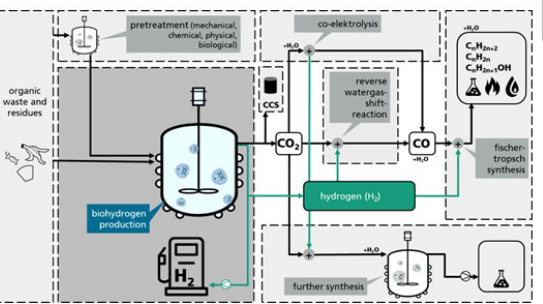 pretreatment (mechanical,
chemical, physical,
biological)
co-elektrolysis
+H₂O
+H₂O
CₙH₂ₙ₊₂
CₙH₂ₙ
CₙH₂ₙ₊₁OH
organic
waste and
residues
CCS
reverse
watergas-
shift-
reaction
CO₂
CO
+H₂O
fischer-
tropsch
synthesis
hydrogen (H₂)
biohydrogen
production
H₂
+H₂O
further synthesis